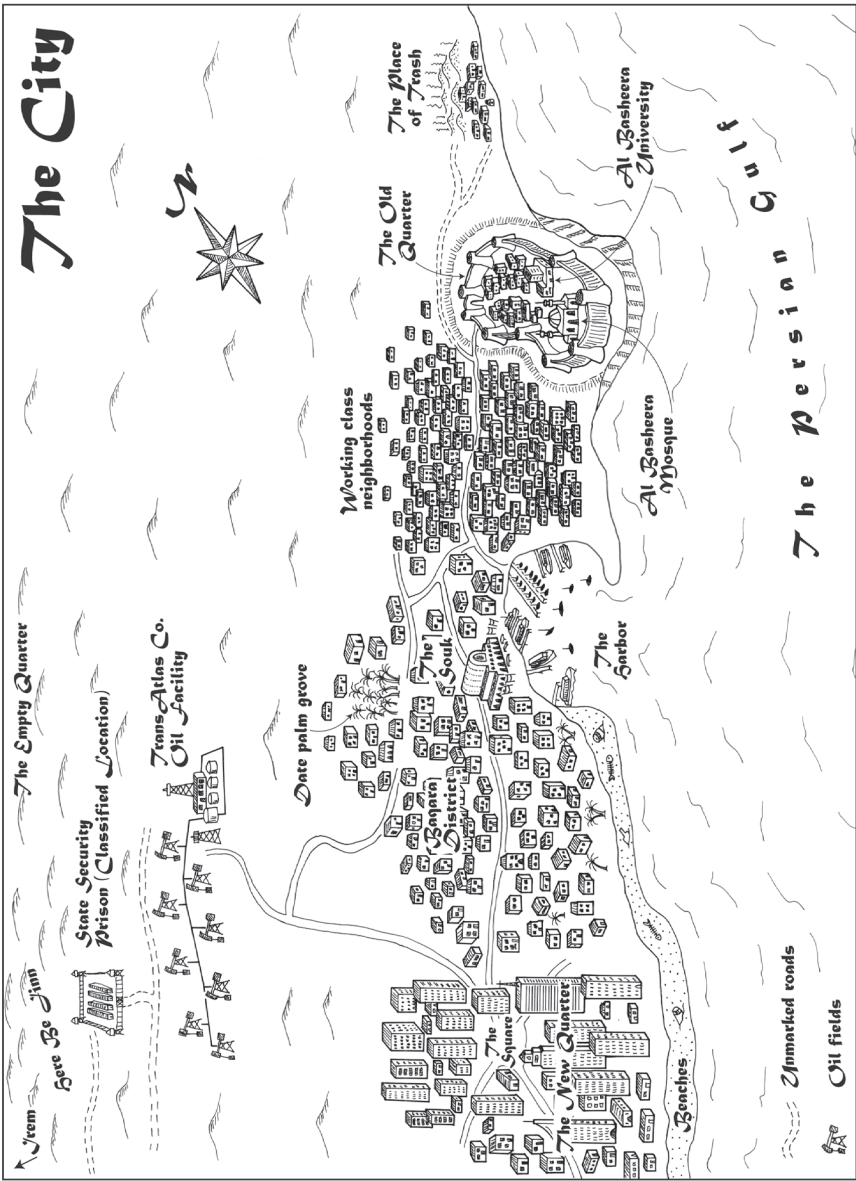 The City
N
The Empty Quarter
Irem
Here Be Jinn
State Security
Prison (Classified Location)
TransAtlas Co.
Oil Facility
Date palm grove
Working class
neighborhoods
The Old
Quarter
The Place
of Trash
The
Souk
Baqara
District
The
Square
The New Quarter
The
Harbor
Al Basheera
Mosque
Al Basheera
University
Beaches
The Persian Gulf
Unmarked roads
Oil fields